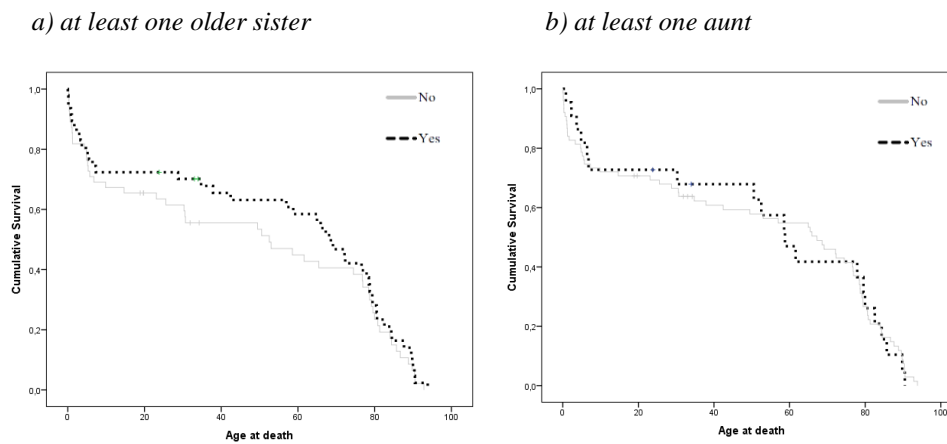 a) at least one older sister
b) at least one aunt
No
Yes
1,0
0,8
0,6
0,4
0,2
0,0
Cumulative Survival
0 20 40 60 80 100
Age at death
No
Yes
1,0
0,8
0,6
0,4
0,2
0,0
Cumulative Survival
0 20 40 60 80 100
Age at death